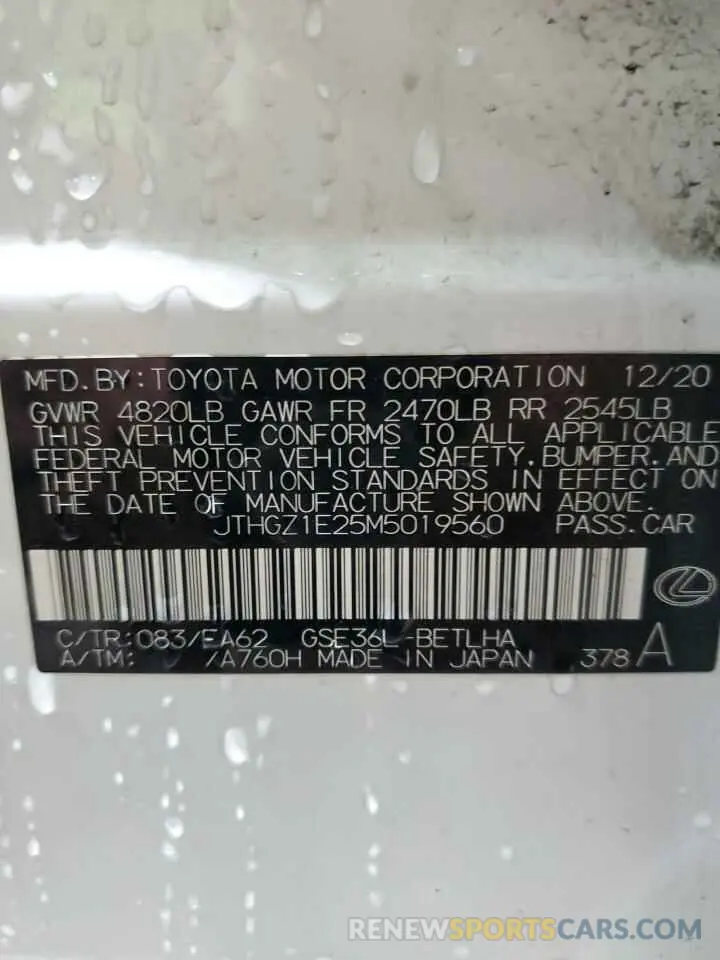 MFD.BY:TOYOTA MOTOR CORPORATION 12/20
GVWR 4820LB GAWR FR 2470LB RR 2545LB
THIS VEHICLE CONFORMS TO ALL APPLICABLE
FEDERAL MOTOR VEHICLE SAFETY,BUMPER,AND
THEFT PREVENTION STANDARDS IN EFFECT ON
THE DATE OF MANUFACTURE SHOWN ABOVE.
JTHGZ1E25M5019560 PASS.CAR
C/TR:083/EA62 GSE36L-BETLHA
A/TM: /A760H MADE IN JAPAN 378 A
RENEWSPORTSCARS.COM